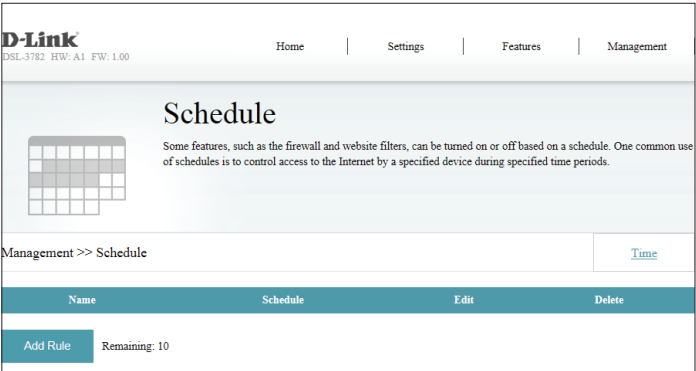 D-Link
DSL-3782 HW: A1 FW: 1.00
Home Settings Features Management
Schedule
Some features, such as the firewall and website filters, can be turned on or off based on a schedule. One common use
of schedules is to control access to the Internet by a specified device during specified time periods.
Management >> Schedule Time
Name Schedule Edit Delete
Add Rule Remaining: 10